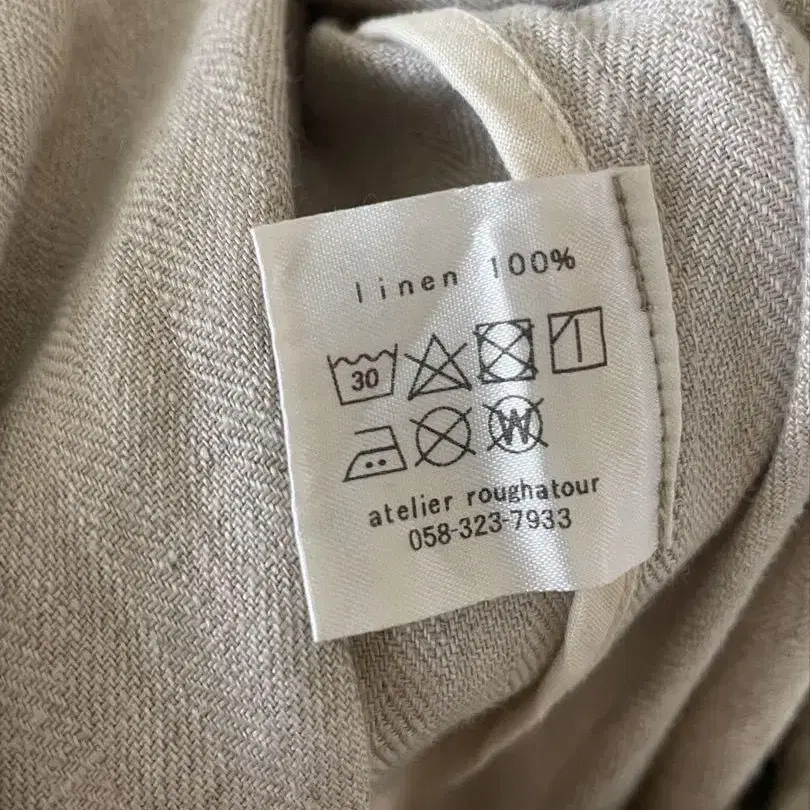 linen 100%
30
W
atelier roughatour
058-323-7933